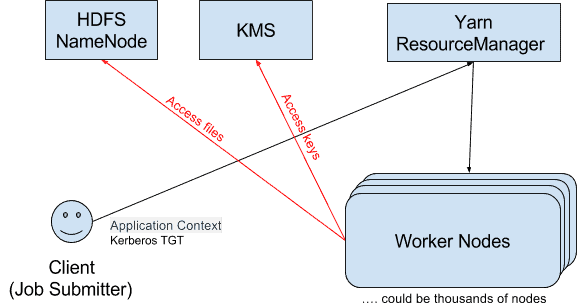 HDFS
NameNode
KMS
Yarn
ResourceManager
Access files
Access keys
Application Context
Kerberos TGT
Client
(Job Submitter)
Worker Nodes
.... could be thousands of nodes